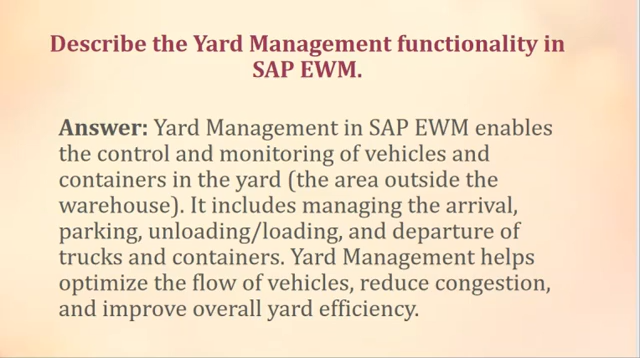 Describe the Yard Management functionality in
SAP EWM.
Answer: Yard Management in SAP EWM enables
the control and monitoring of vehicles and
containers in the yard (the area outside the
warehouse). It includes managing the arrival,
parking, unloading/loading, and departure of
trucks and containers. Yard Management helps
optimize the flow of vehicles, reduce congestion,
and improve overall yard efficiency.